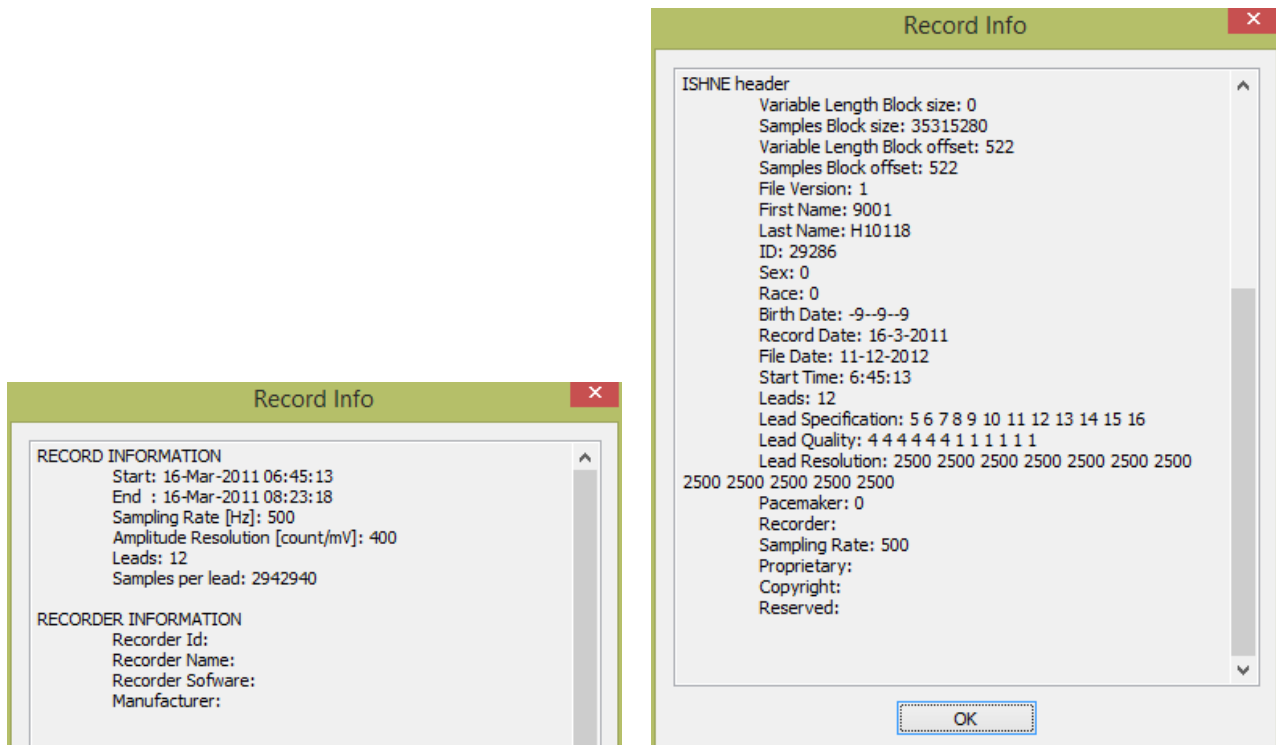 Record Info
RECORD INFORMATION
Start: 16-Mar-2011 06:45:13
End : 16-Mar-2011 08:23:18
Sampling Rate [Hz]: 500
Amplitude Resolution [count/mV]: 400
Leads: 12
Samples per lead: 2942940
RECORDER INFORMATION
Recorder Id:
Recorder Name:
Recorder Sofware:
Manufacturer:
Record Info
ISHNE header
Variable Length Block size: 0
Samples Block size: 35315280
Variable Length Block offset: 522
Samples Block offset: 522
File Version: 1
First Name: 9001
Last Name: H10118
ID: 29286
Sex: 0
Race: 0
Birth Date: -9--9--9
Record Date: 16-3-2011
File Date: 11-12-2012
Start Time: 6:45:13
Leads: 12
Lead Specification: 5 6 7 8 9 10 11 12 13 14 15 16
Lead Quality: 4 4 4 4 4 4 1 1 1 1 1 1
Lead Resolution: 2500 2500 2500 2500 2500 2500 2500
2500 2500 2500 2500 2500
Pacemaker: 0
Recorder:
Sampling Rate: 500
Proprietary:
Copyright:
Reserved:
OK